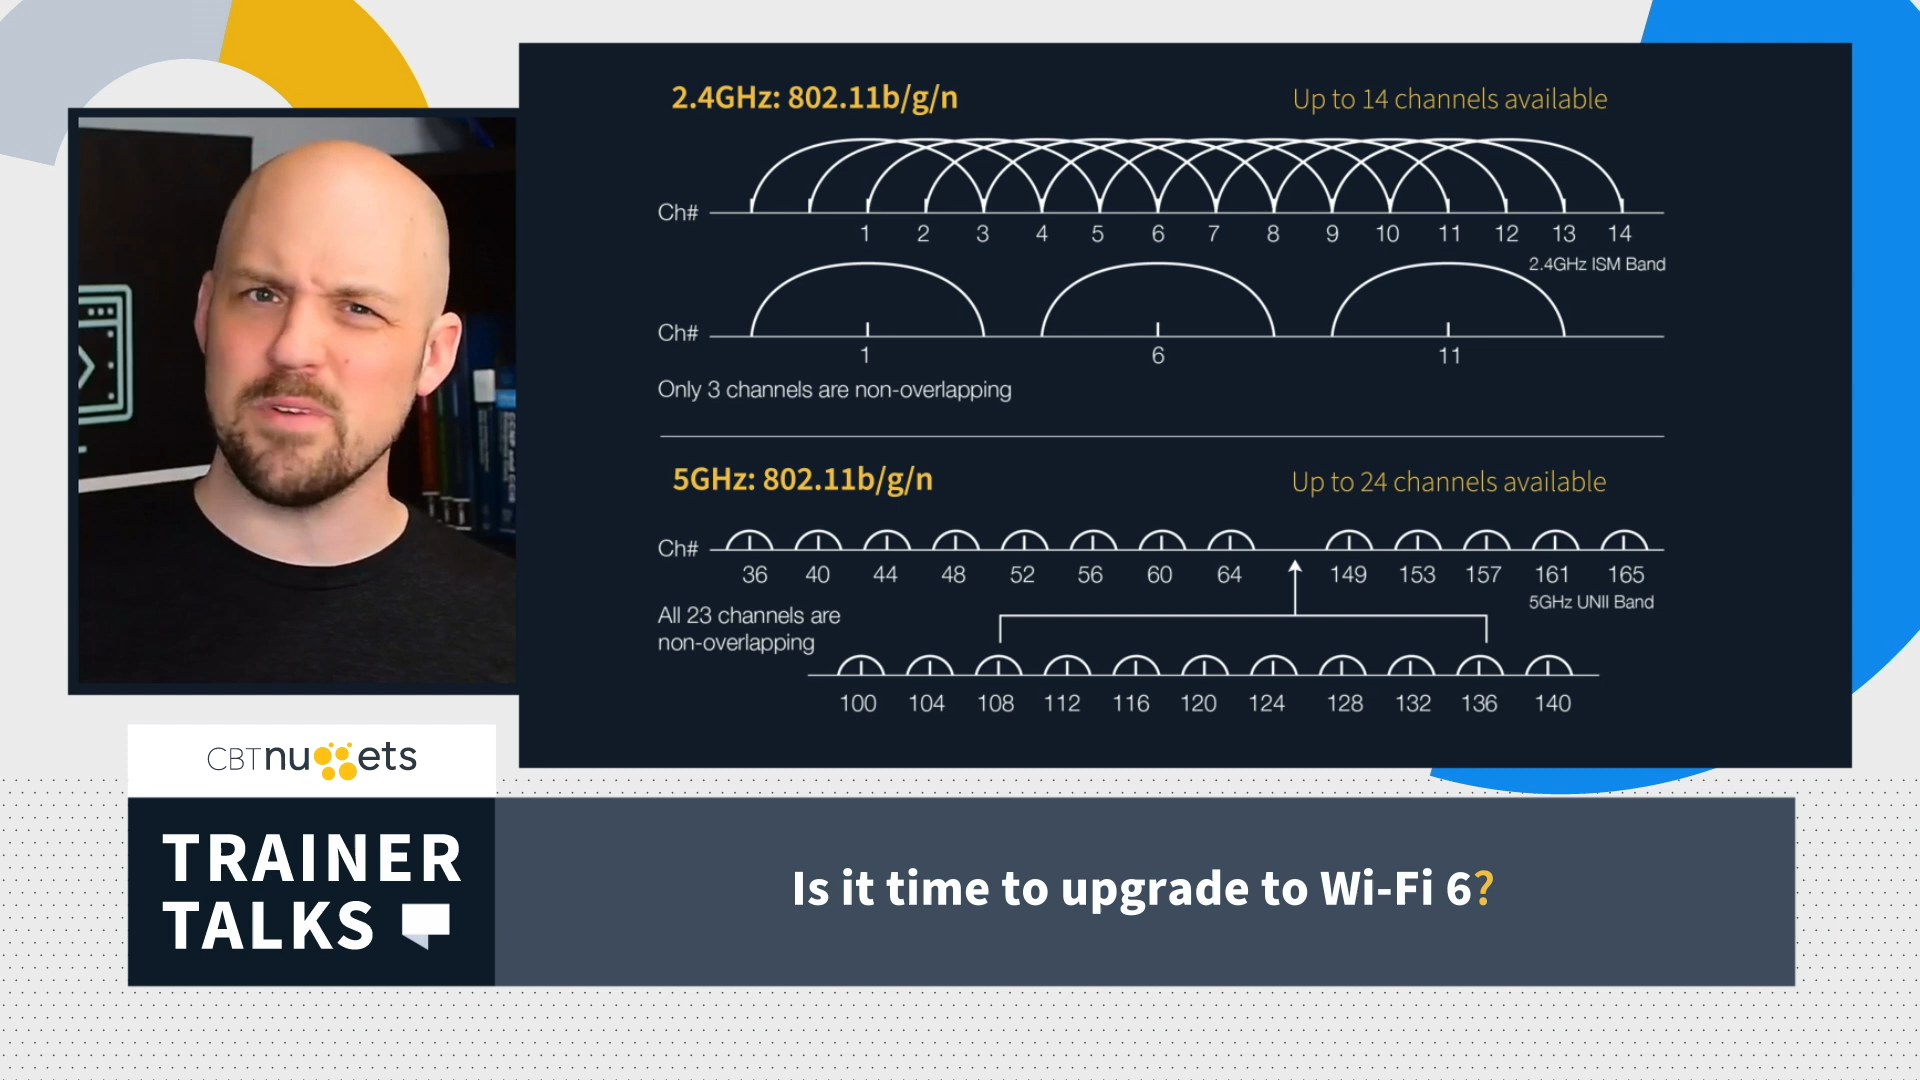 2.4GHz: 802.11b/g/n
Up to 14 channels available
Ch#
1 2 3 4 5 6 7 8 9 10 11 12 13 14
2.4GHz ISM Band
Ch#
1 6 11
Only 3 channels are non-overlapping
5GHz: 802.11b/g/n
Up to 24 channels available
Ch#
36 40 44 48 52 56 60 64 149 153 157 161 165
5GHz UNII Band
All 23 channels are
non-overlapping
100 104 108 112 116 120 124 128 132 136 140
CBTnuggets
TRAINER
TALKS
Is it time to upgrade to Wi-Fi 6?